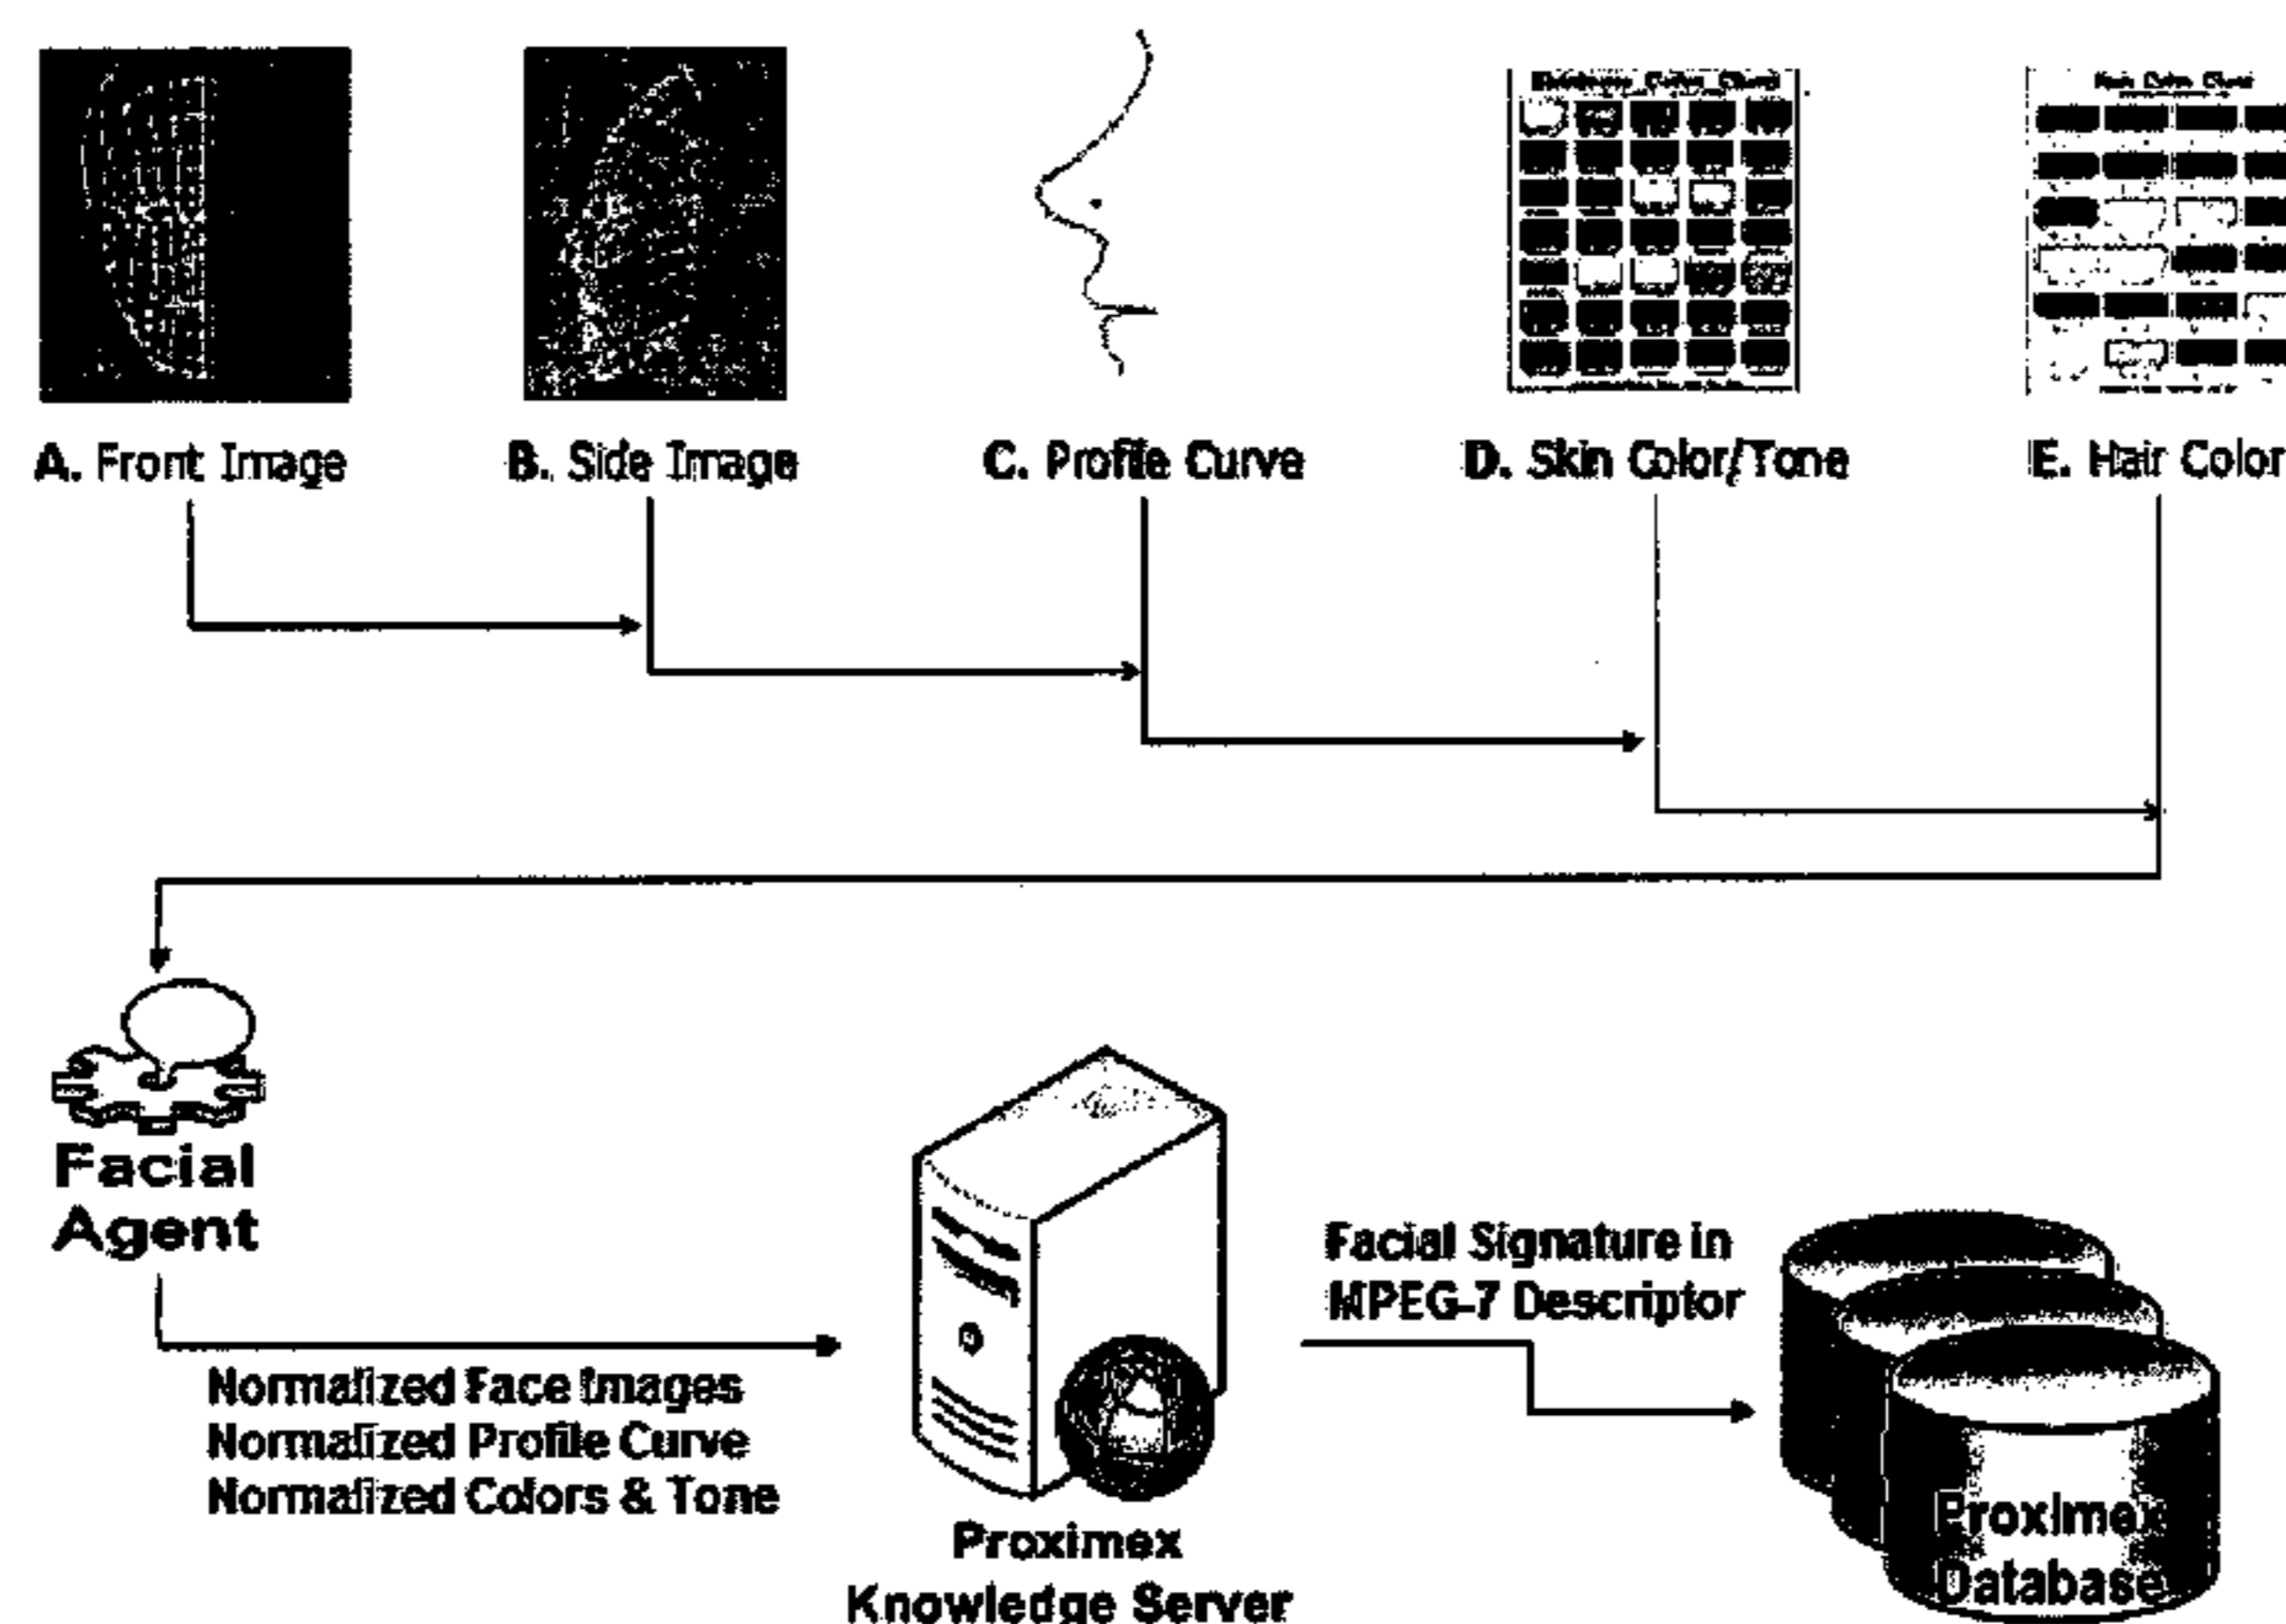 A. Front Image
B. Side Image
C. Profile Curve
D. Skin Color/Tone
E. Hair Color
Facial
Agent
Normalized Face Images
Normalized Profile Curve
Normalized Colors & Tone
Proximex
Knowledge Server
Facial Signature in
MPEG-7 Descriptor
Proximex
Database